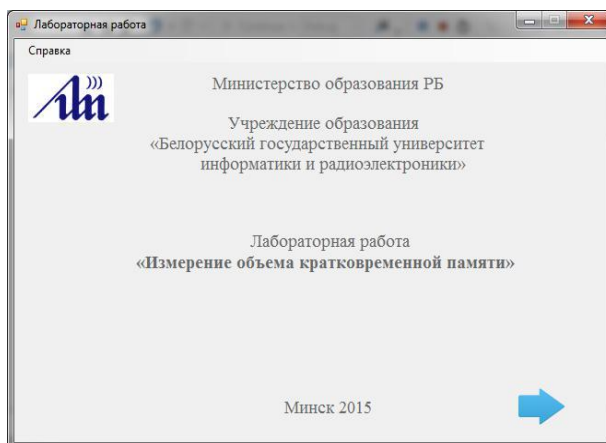 Лабораторная работа
Справка
Министерство образования РБ
Учреждение образования
«Белорусский государственный университет
информатики и радиоэлектроники»
Лабораторная работа
«Измерение объема кратковременной памяти»
Минск 2015